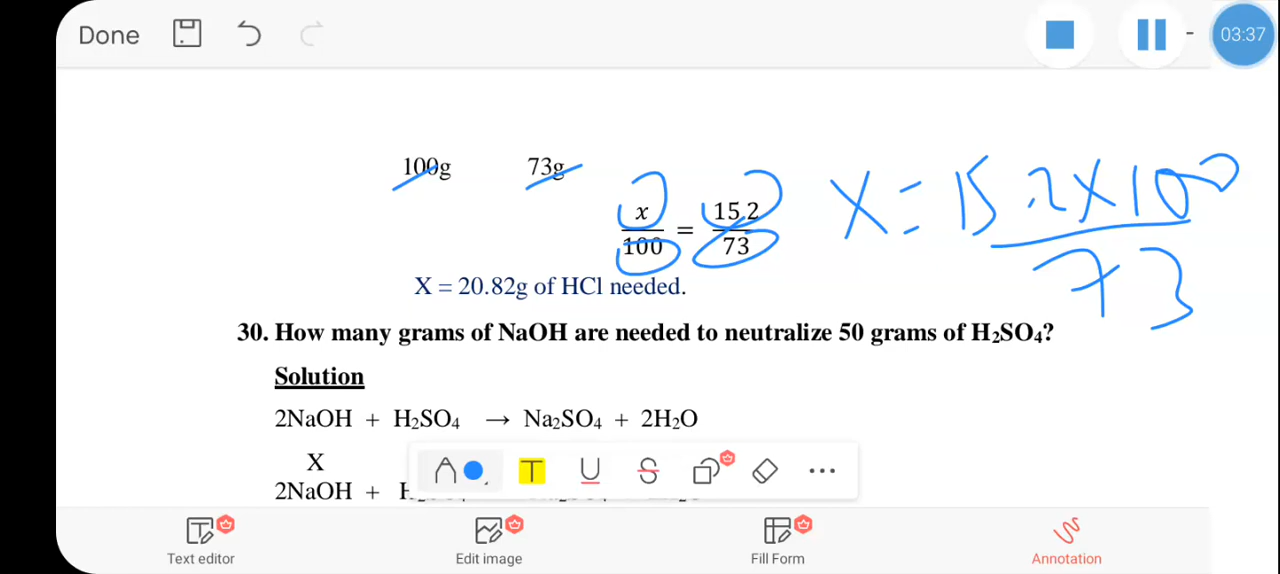 Done
03:37
100g 73g
x/100 = 15.2/73
X = 15.2X100/73
X = 20.82g of HCl needed.
30. How many grams of NaOH are needed to neutralize 50 grams of H₂SO₄?
Solution
2NaOH + H₂SO₄ → Na₂SO₄ + 2H₂O
X
2NaOH +
Text editor Edit image Fill Form Annotation